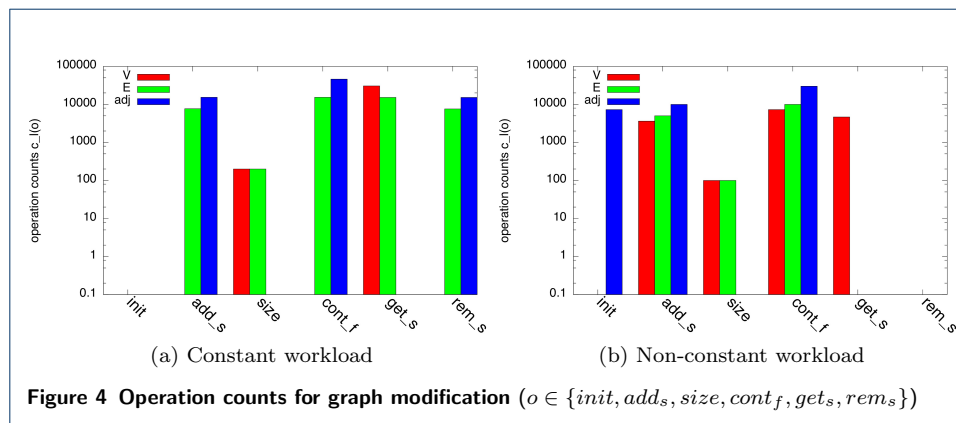 100000
10000
1000
100
10
1
0.1
operation counts c_l(o)
V
E
adj
init
add_s
size
cont_f
get_s
rem_s
(a) Constant workload
100000
10000
1000
100
10
1
0.1
operation counts c_l(o)
V
E
adj
init
add_s
size
cont_f
get_s
rem_s
(b) Non-constant workload
Figure 4 Operation counts for graph modification (o ∈ {init, add_s, size, cont_f, get_s, rem_s})